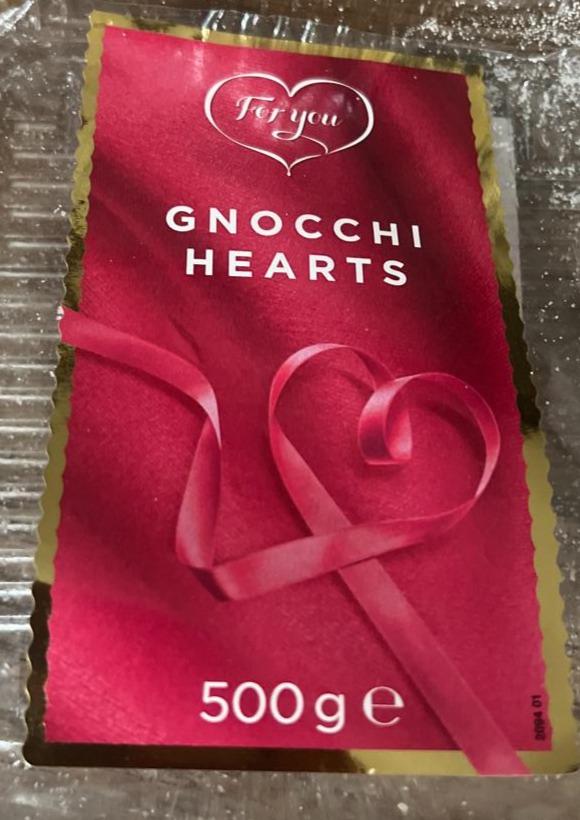 For you
GNOCCHI
HEARTS
500 g e
2094 01